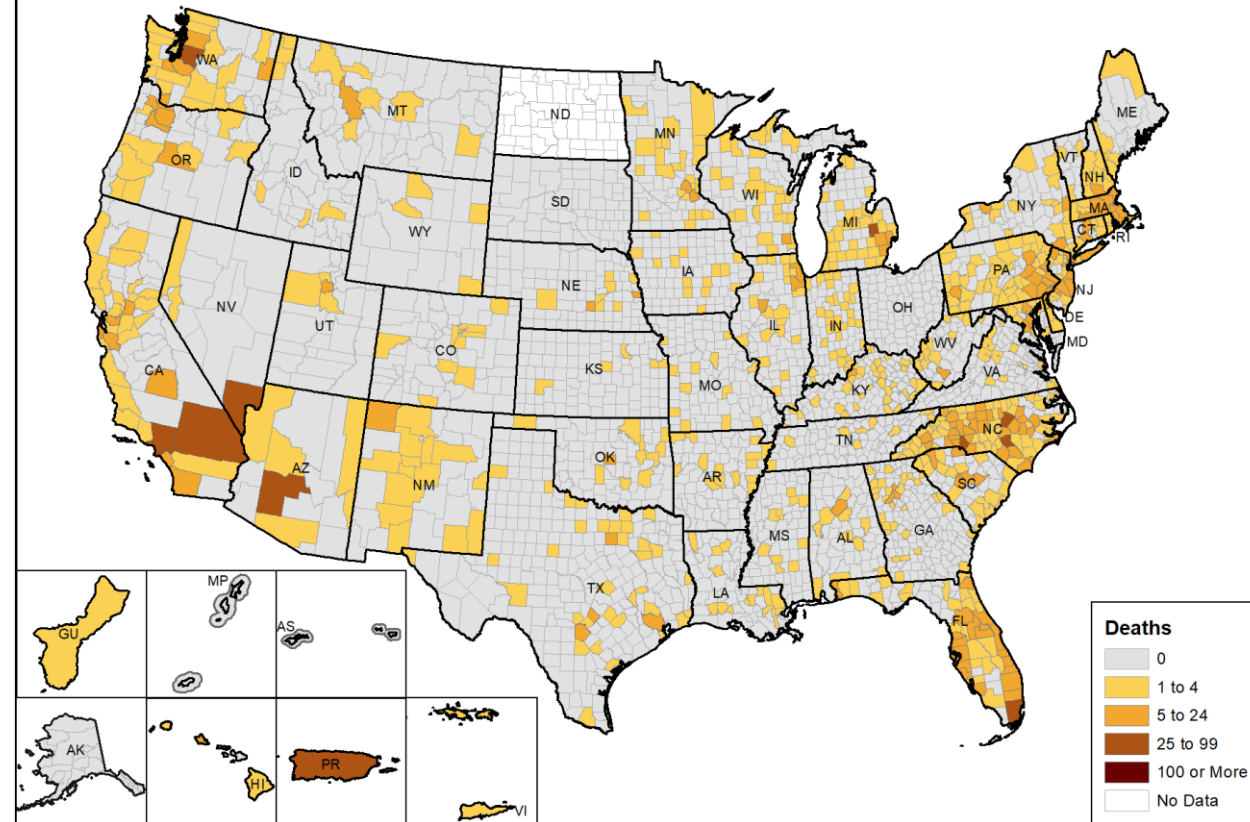 WA
MT
ND
MN
ME
OR
ID
SD
WI
MI
VT
NH
NY
MA
CT
RI
WY
IA
PA
NJ
NE
OH
NV
UT
IL
IN
DE
MD
CO
WV
VA
CA
KS
MO
KY
NC
TN
AZ
OK
NM
AR
SC
MS
AL
GA
TX
LA
FL
GU
MP
AS
AK
HI
PR
VI
Deaths
0
1 to 4
5 to 24
25 to 99
100 or More
No Data